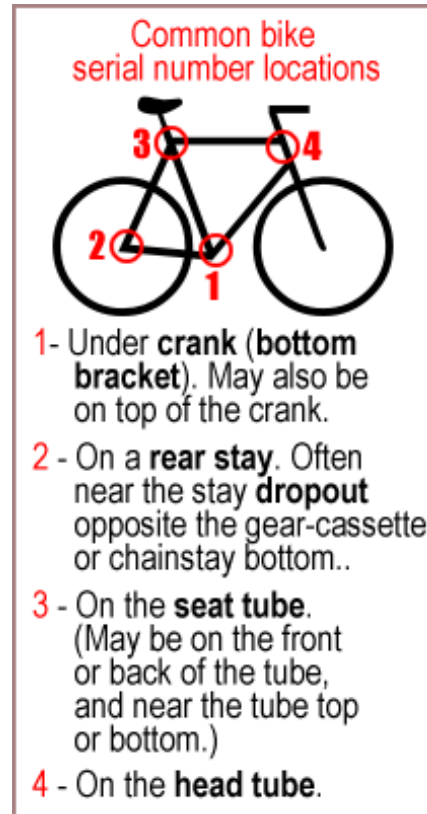 Common bike
serial number locations
3
4
2
1
1- Under crank (bottom
bracket). May also be
on top of the crank.
2 - On a rear stay. Often
near the stay dropout
opposite the gear-cassette
or chainstay bottom..
3 - On the seat tube.
(May be on the front
or back of the tube,
and near the tube top
or bottom.)
4 - On the head tube.